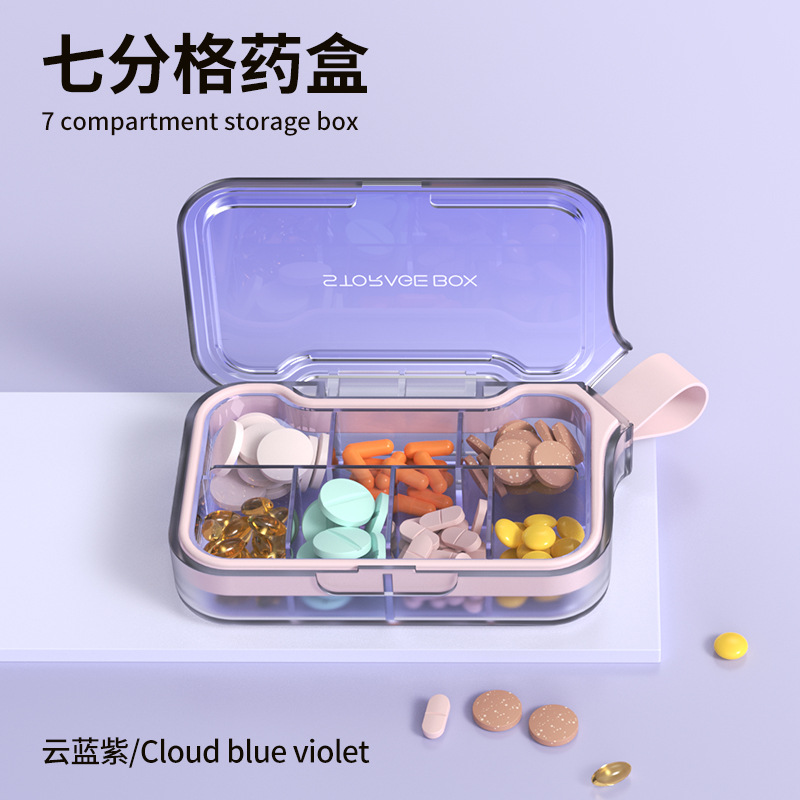 七分格药盒
7 compartment storage box
STORAGE BOX
云蓝紫/Cloud blue violet